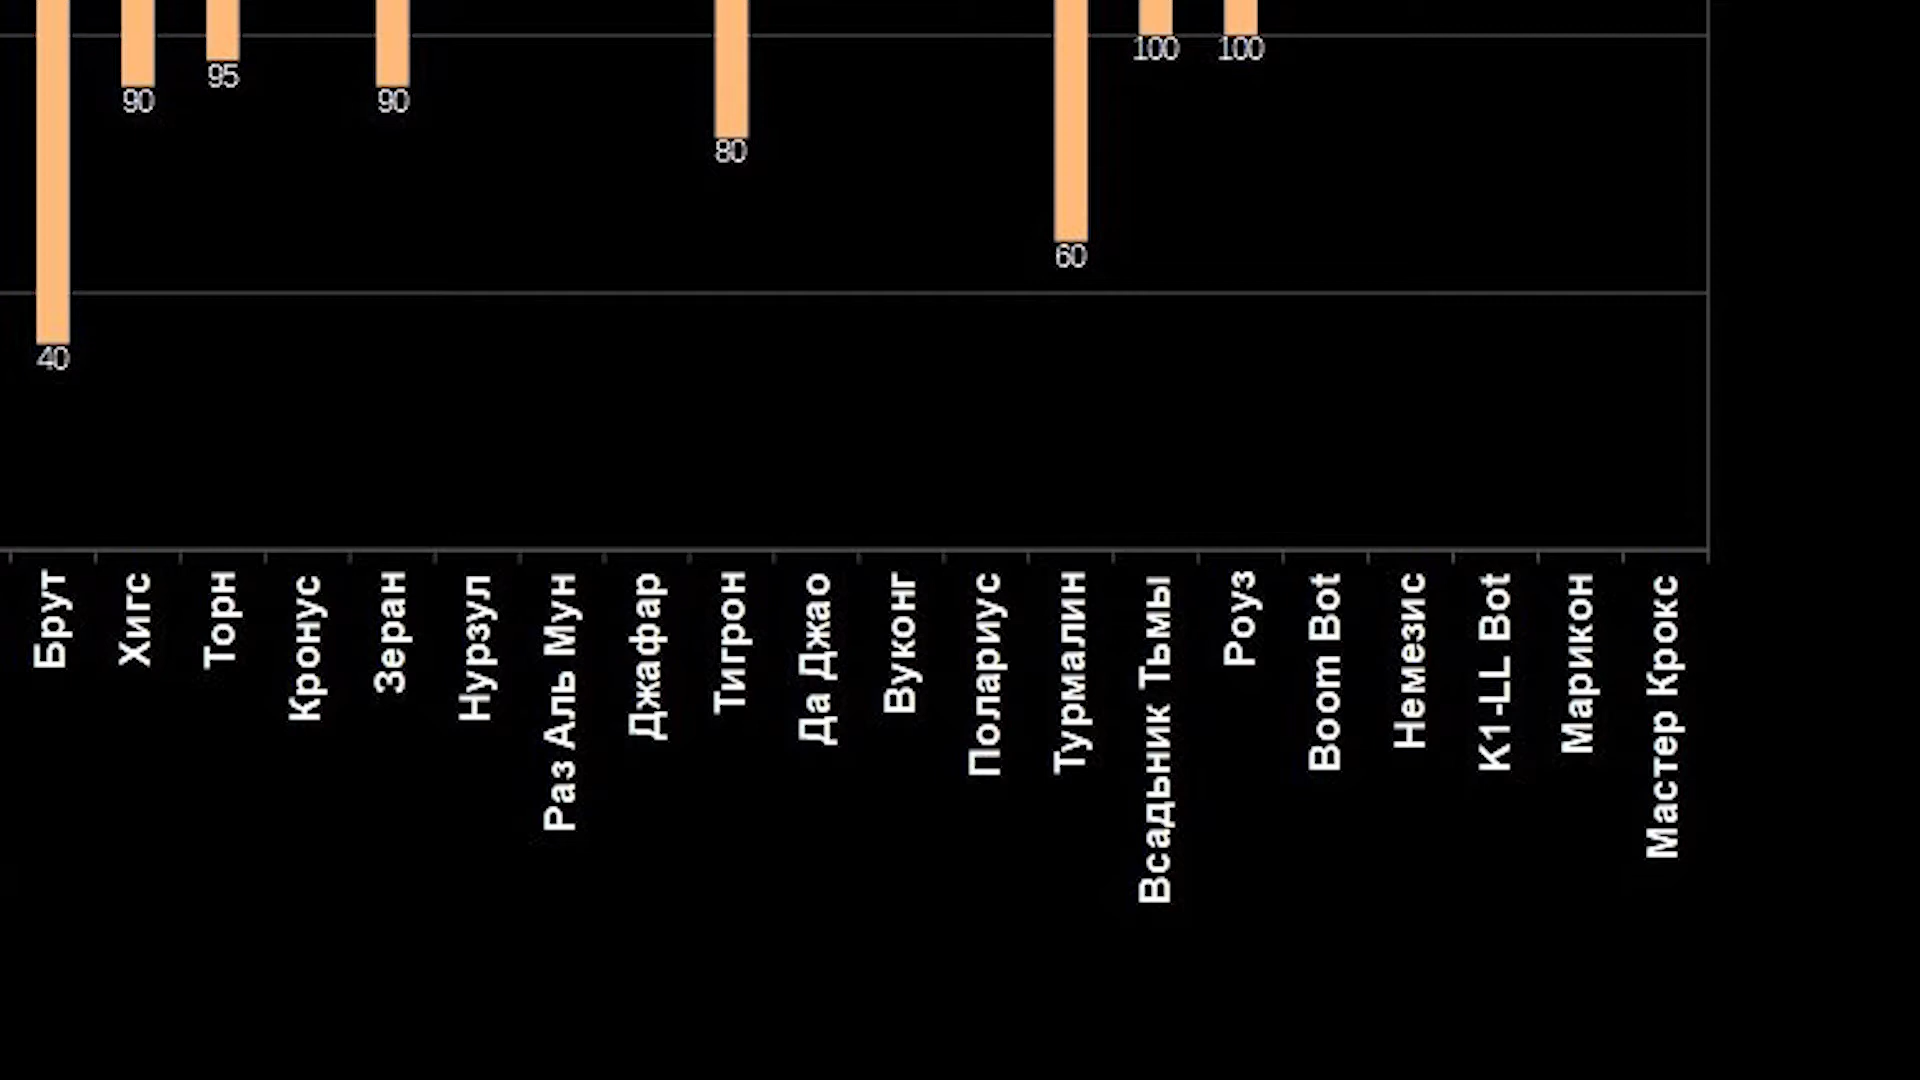 100
100
95
90
90
80
60
40
Брут
Хигс
Торн
Кронус
Зеран
Нурзул
Раз Аль Мун
Джафар
Тигрон
Да Джао
Вуконг
Полариус
Турмалин
Всадьник Тьмы
Роуз
Boom Bot
Немезис
K1-LL Bot
Марикон
Мастер Крокс